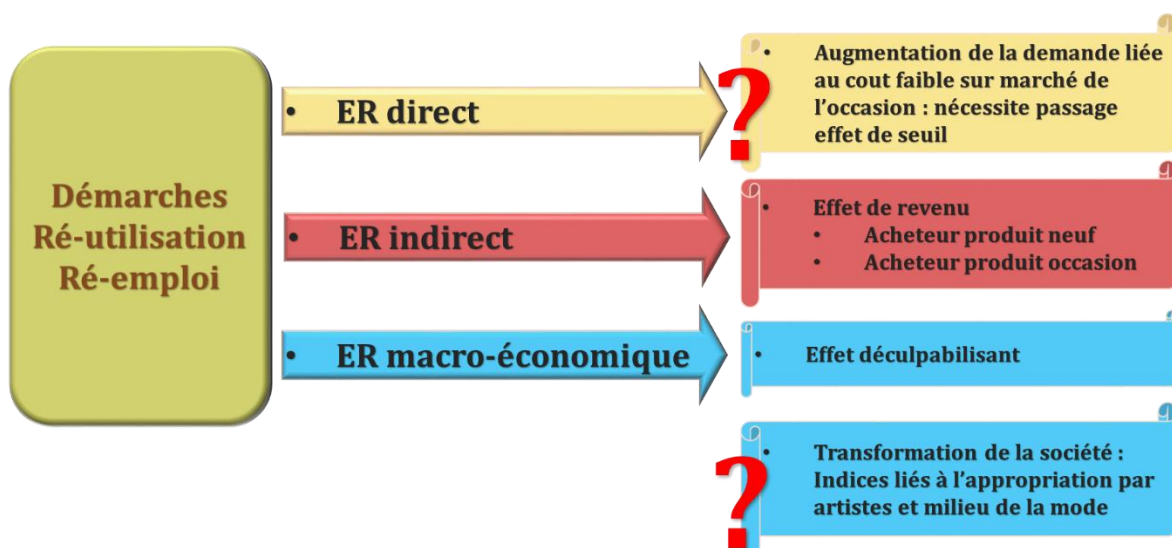 Démarches
Ré-utilisation
Ré-emploi
• ER direct
?
• Augmentation de la demande liée
au cout faible sur marché de
l'occasion : nécessite passage
effet de seuil
• ER indirect
• Effet de revenu
• Acheteur produit neuf
• Acheteur produit occasion
• ER macro-économique
• Effet déculpabilisant
?
• Transformation de la société :
Indices liés à l'appropriation par
artistes et milieu de la mode